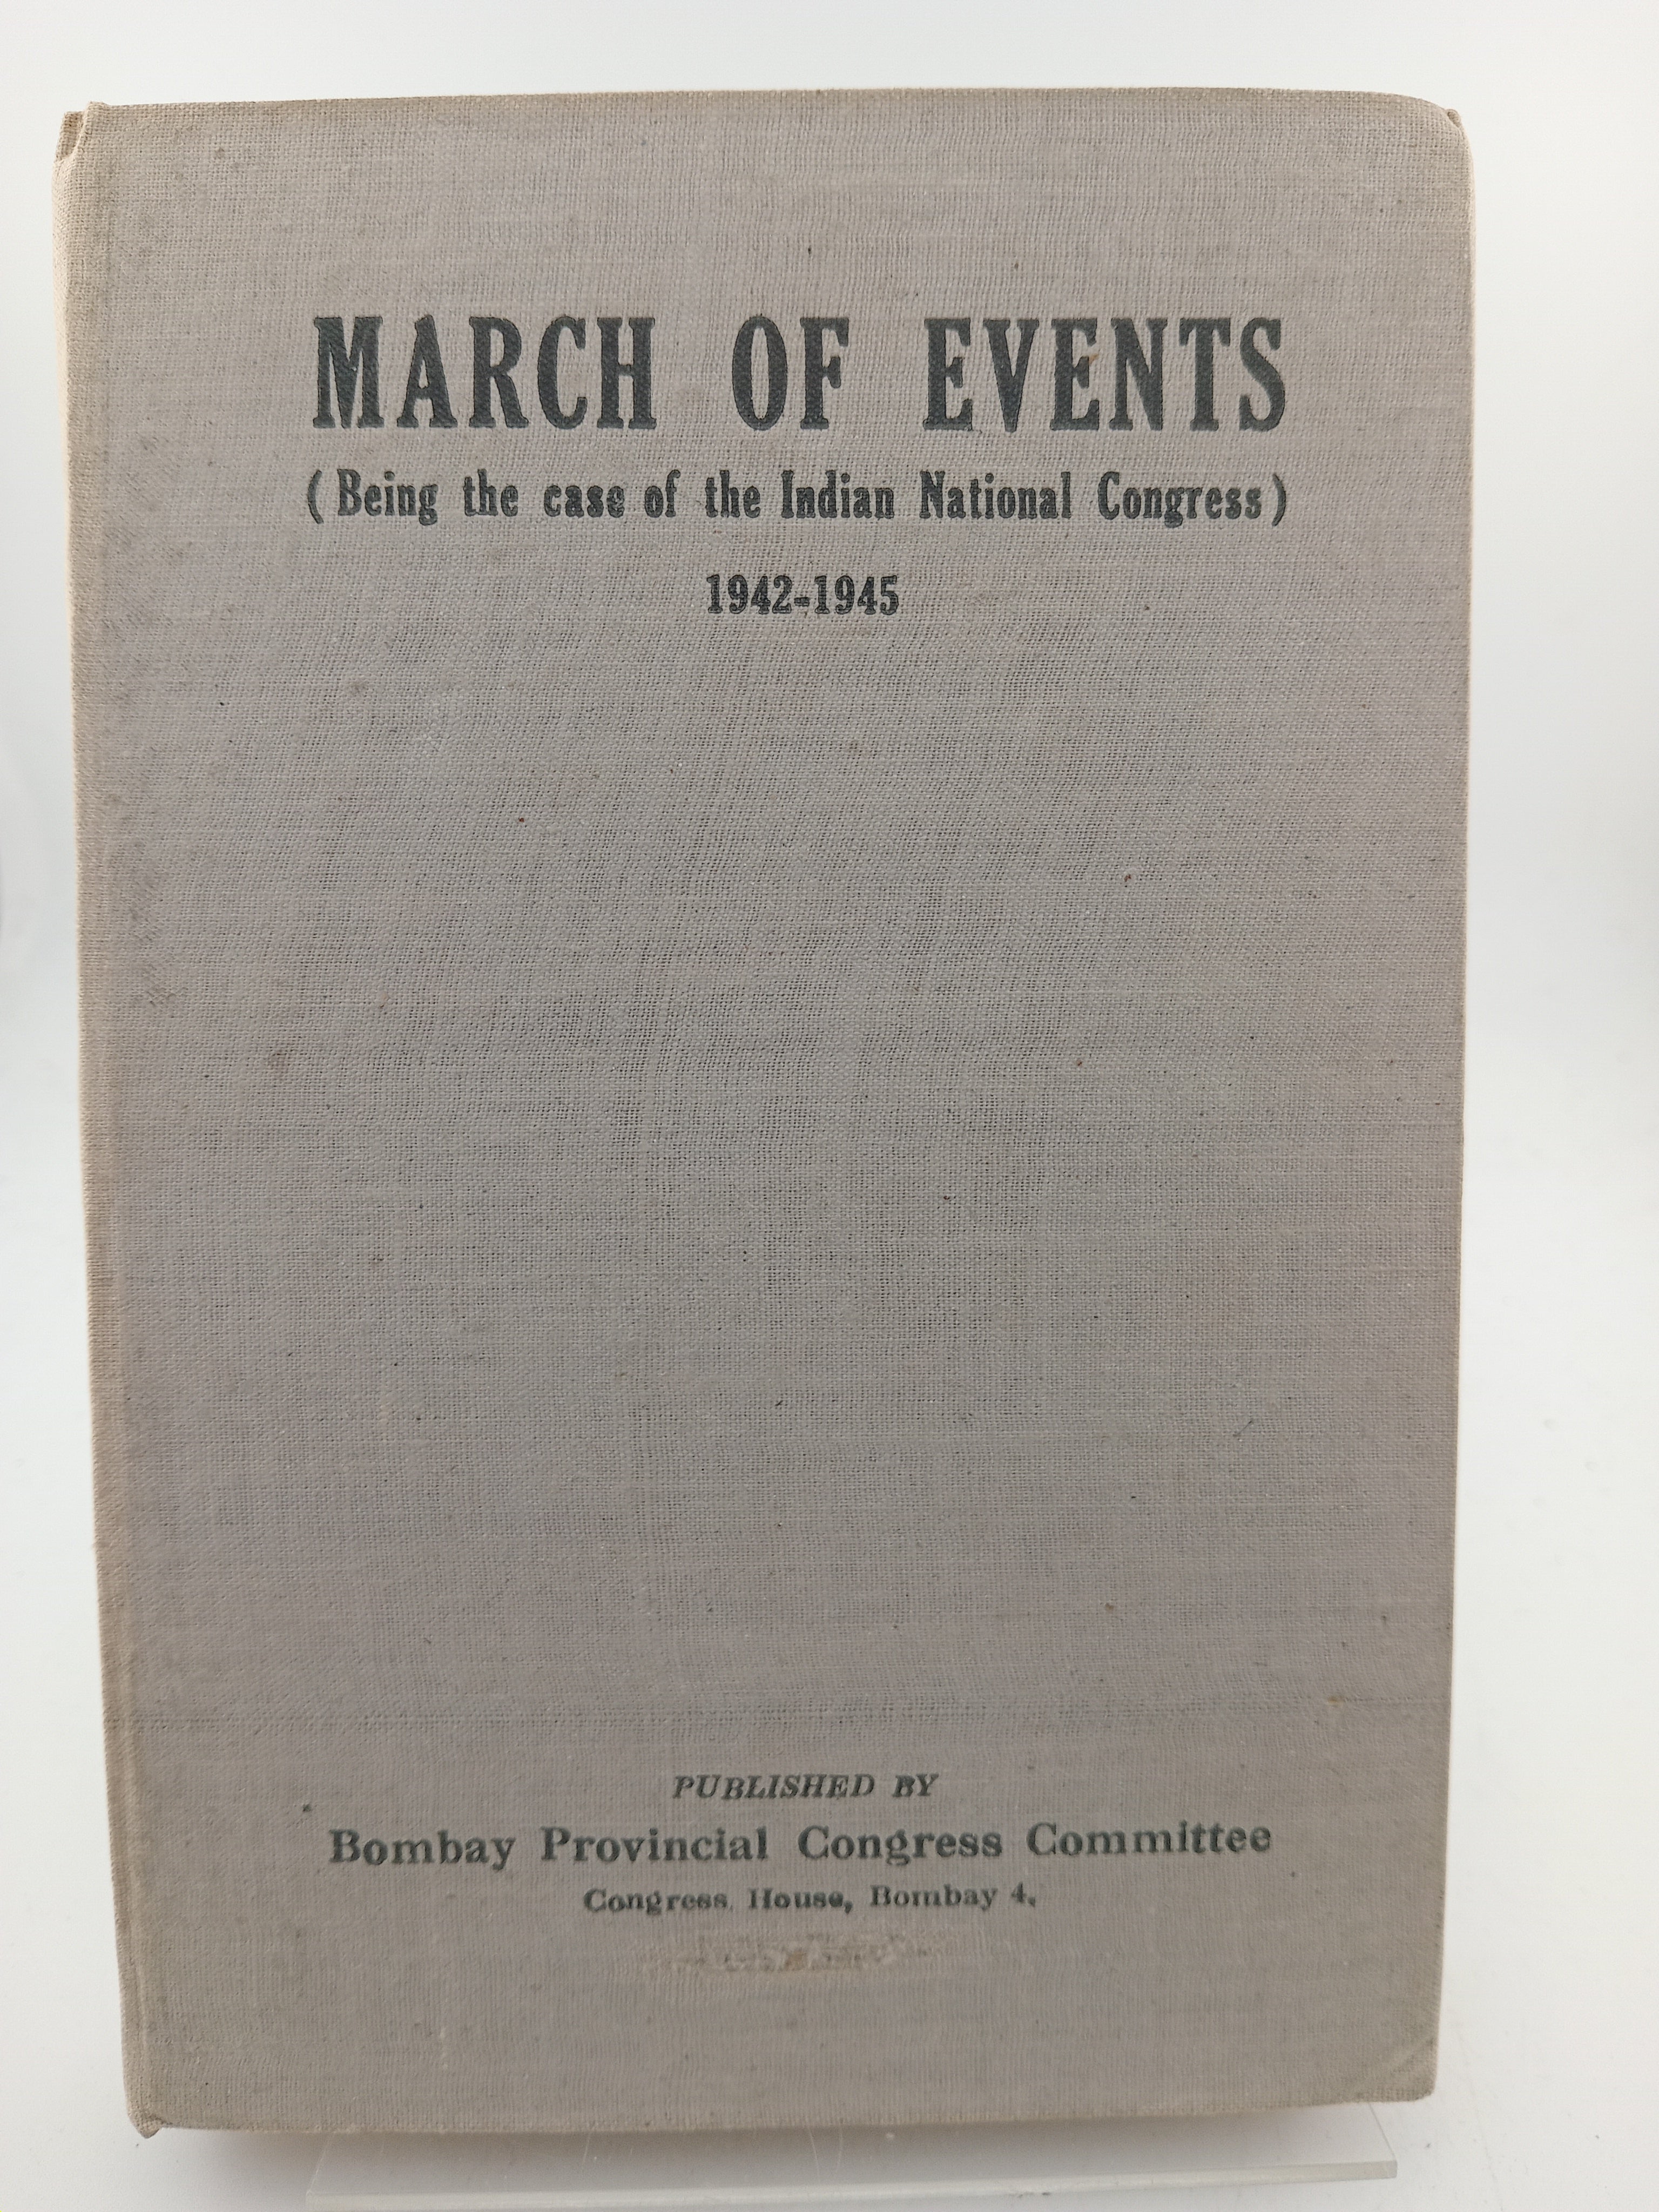 MARCH OF EVENTS
(Being the case of the Indian National Congress)
1942-1945
PUBLISHED BY
Bombay Provincial Congress Committee
Congress House, Bombay 4.